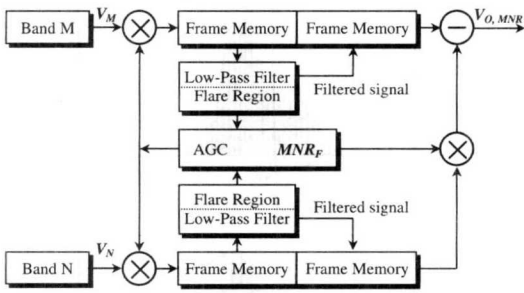 Band M
V_M
Frame Memory
Frame Memory
V_{O, MNR}
Low-Pass Filter
Flare Region
Filtered signal
AGC
MNR_F
Flare Region
Low-Pass Filter
Filtered signal
Band N
V_N
Frame Memory
Frame Memory